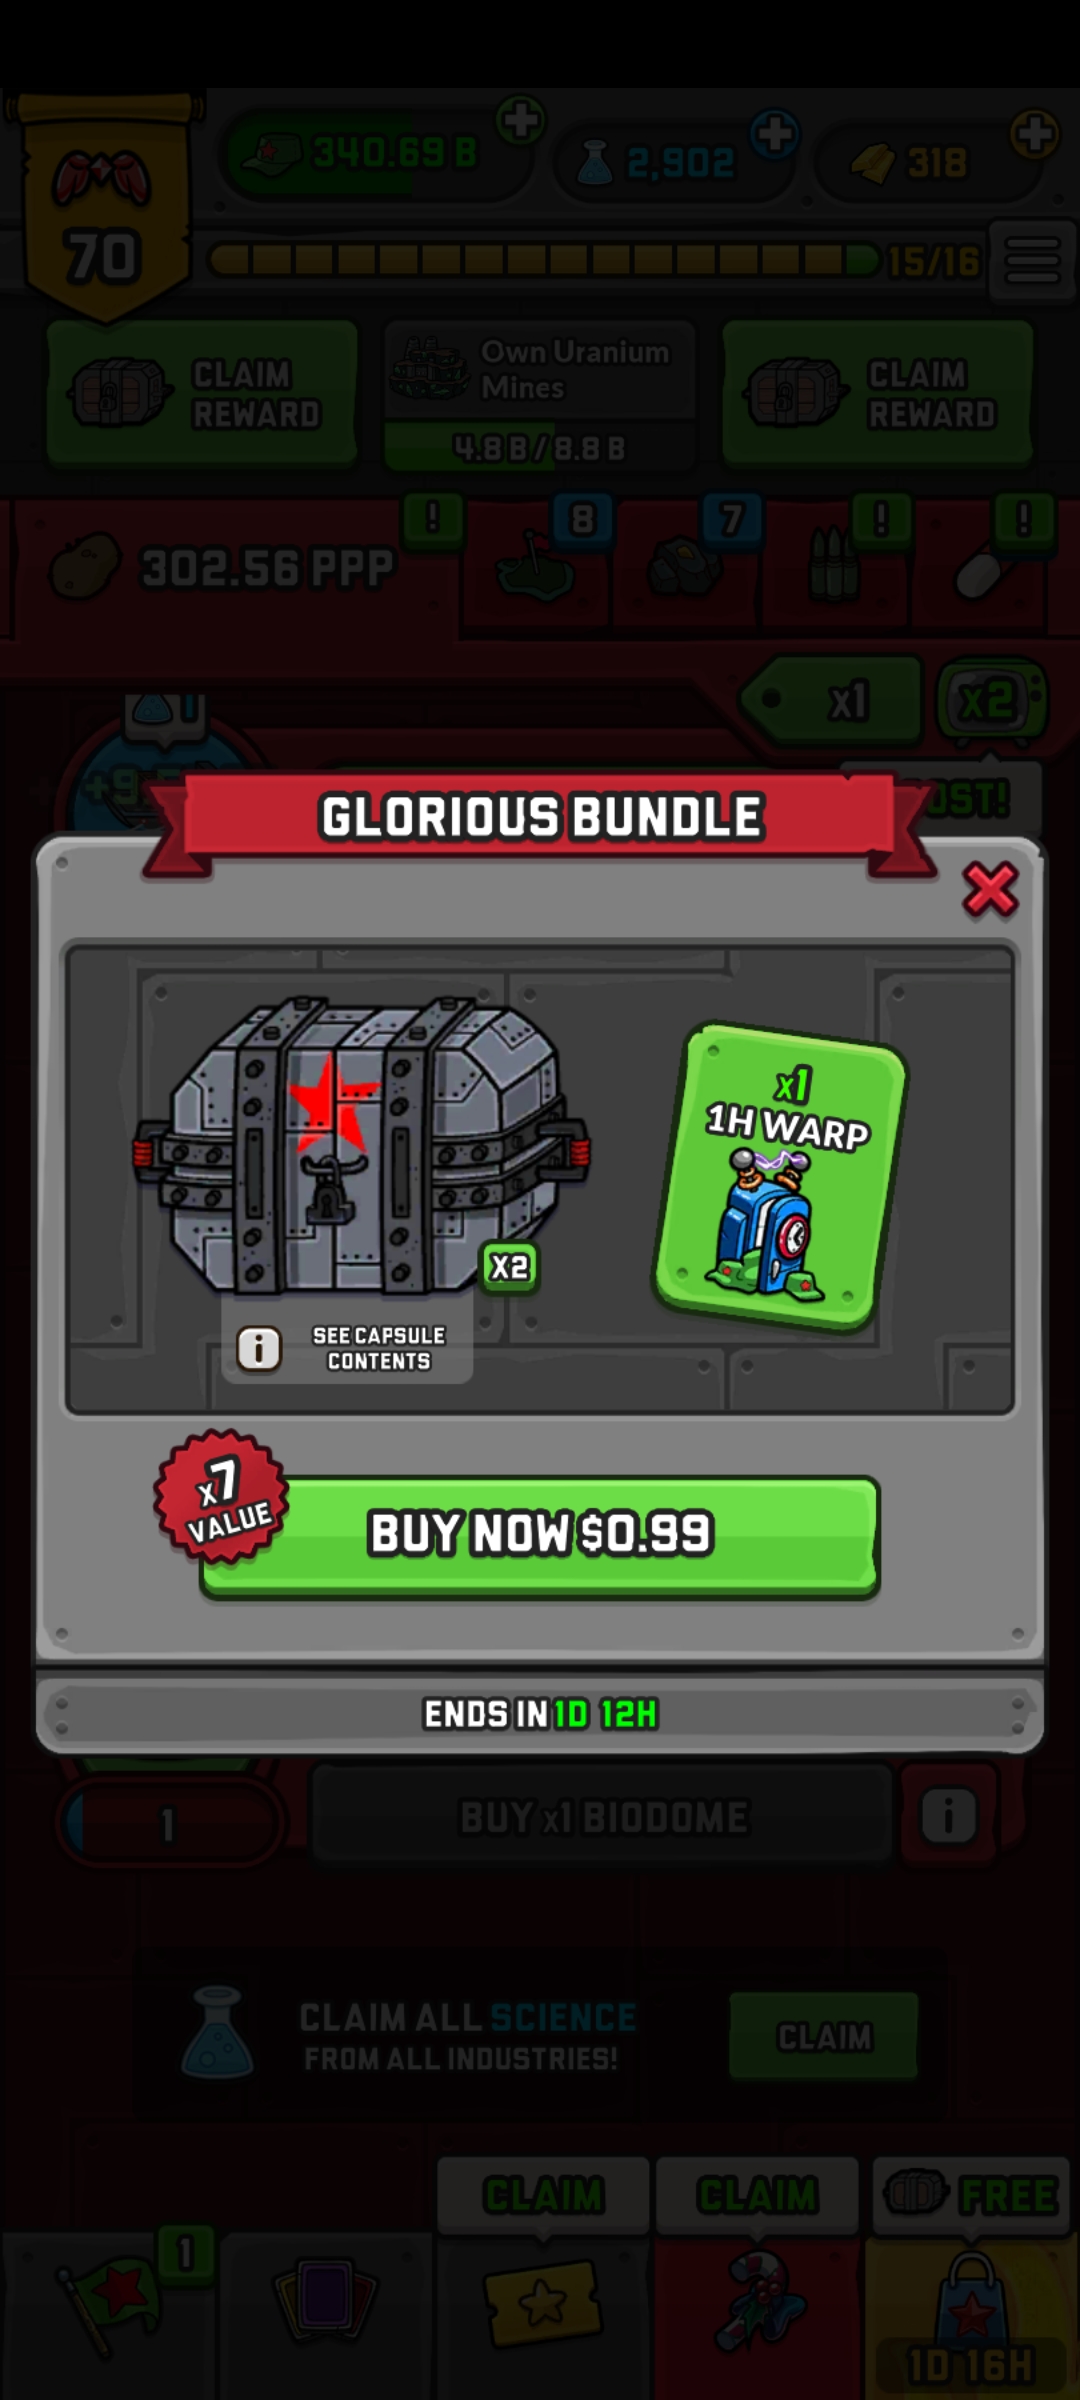 340.69 B
2,902
318
70
15/16
CLAIM
REWARD
Own Uranium
Mines
4.8 B / 8.8 B
CLAIM
REWARD
302.56 PPP
!
8
7
!
!
x1
x2
GLORIOUS BUNDLE
x1
1H WARP
X2
i
SEE CAPSULE
CONTENTS
x7
VALUE
BUY NOW $0.99
ENDS IN 1D 12H
1
BUY x1 BIODOME
i
CLAIM ALL SCIENCE
FROM ALL INDUSTRIES!
CLAIM
CLAIM
CLAIM
FREE
1
1D 16H